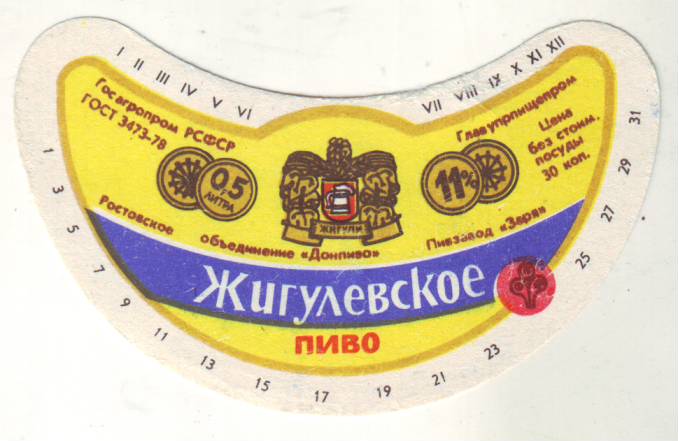 I II III IV V VI
VII VIII IX X XI XII
Госагропром РСФСР
ГОСТ 3473-78
Главупрпищепром
Цена
без стоим.
посуды
30 коп.
0,5
ЛИТРА
11%
ЖИГУЛИ
Ростовское объединение «Донпиво» Пивзавод «Заря»
Жигулевское
ПИВО
1 3 5 7 9 11 13 15 17 19 21 23 25 27 29 31